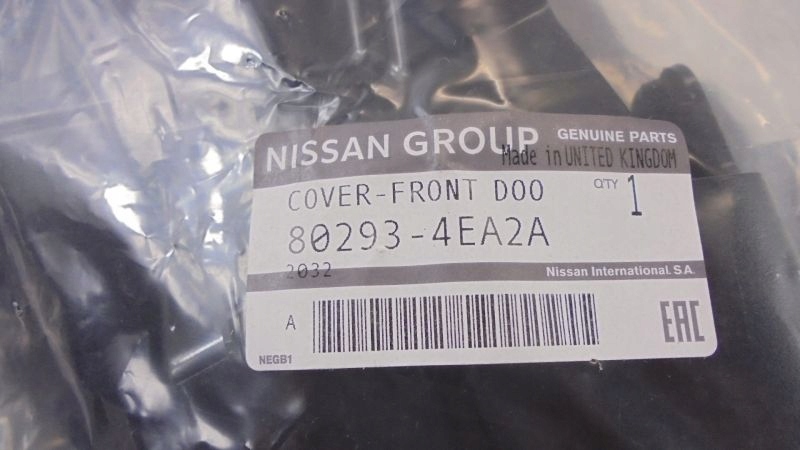 NISSAN GROUP GENUINE PARTS
Made in UNITED KINGDOM
COVER-FRONT DOO QTY 1
80293-4EA2A
2032 Nissan International. S.A.
A
EAC
NEGB1